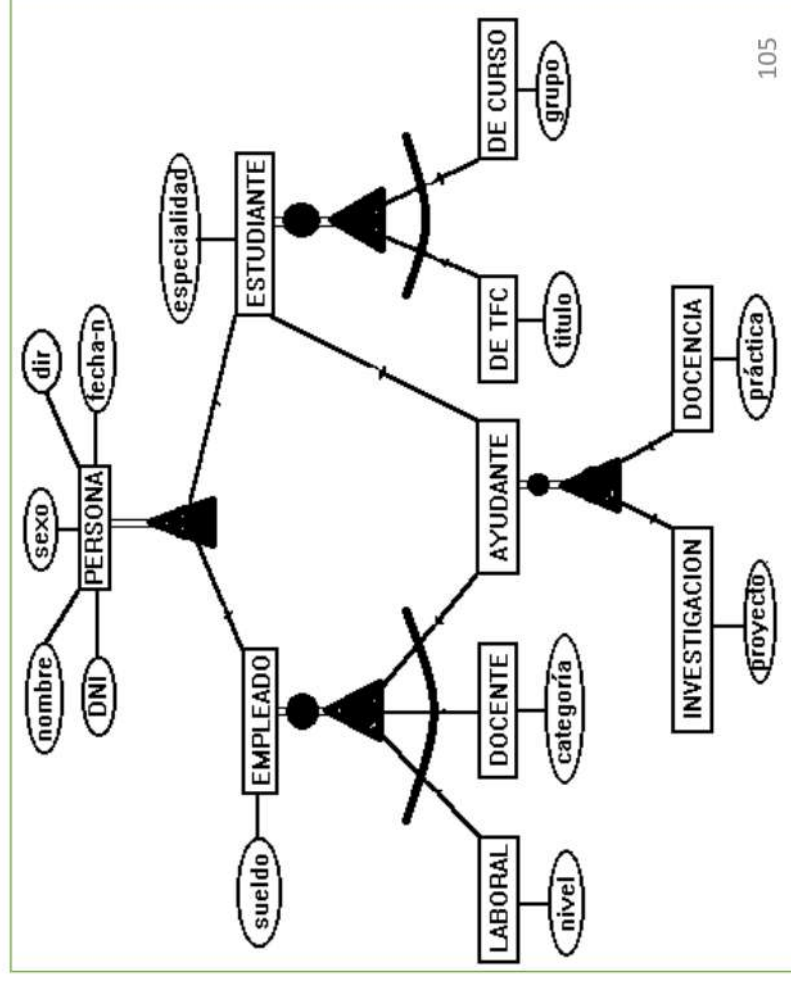 nombre
sexo
dir
DNI
PERSONA
fecha-n
especialidad
sueldo
EMPLEADO
ESTUDIANTE
LABORAL
DOCENTE
AYUDANTE
DE TFC
DE CURSO
nivel
categoría
titulo
grupo
INVESTIGACION
DOCENCIA
proyecto
práctica
105